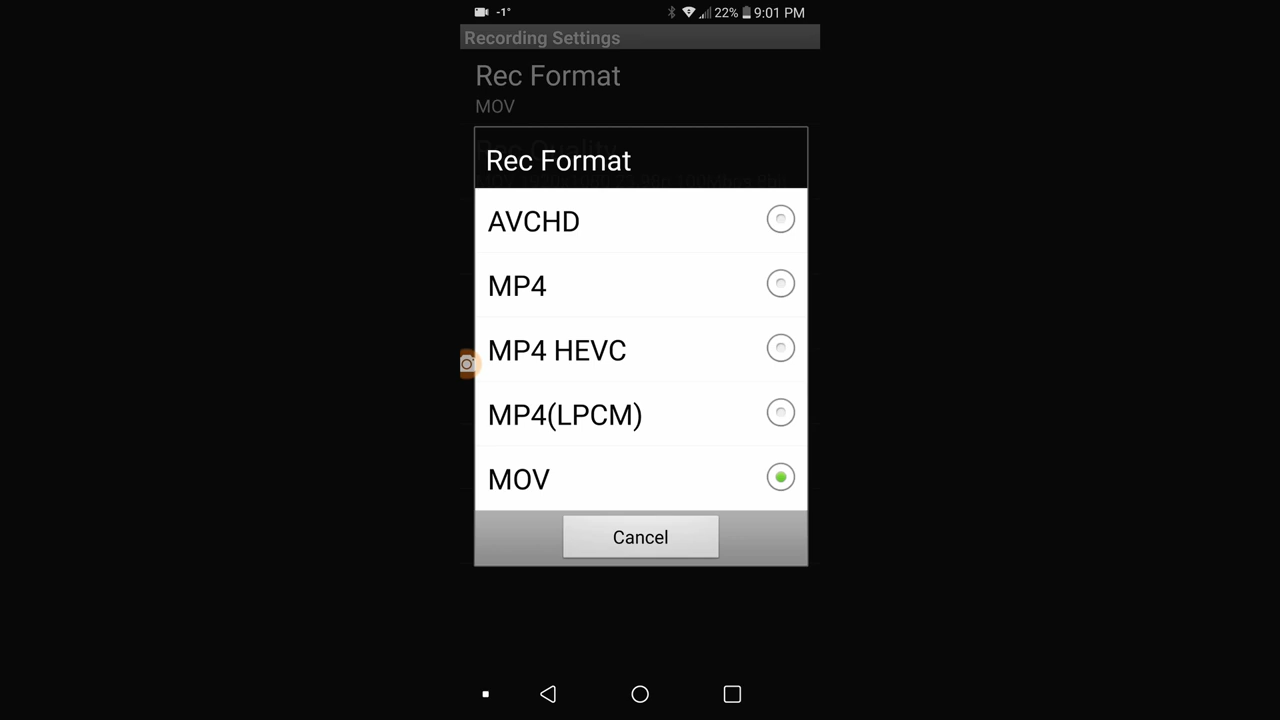 -1° 22% 9:01 PM
Recording Settings
Rec Format
MOV
Rec Format
AVCHD
MP4
MP4 HEVC
MP4(LPCM)
MOV
Cancel